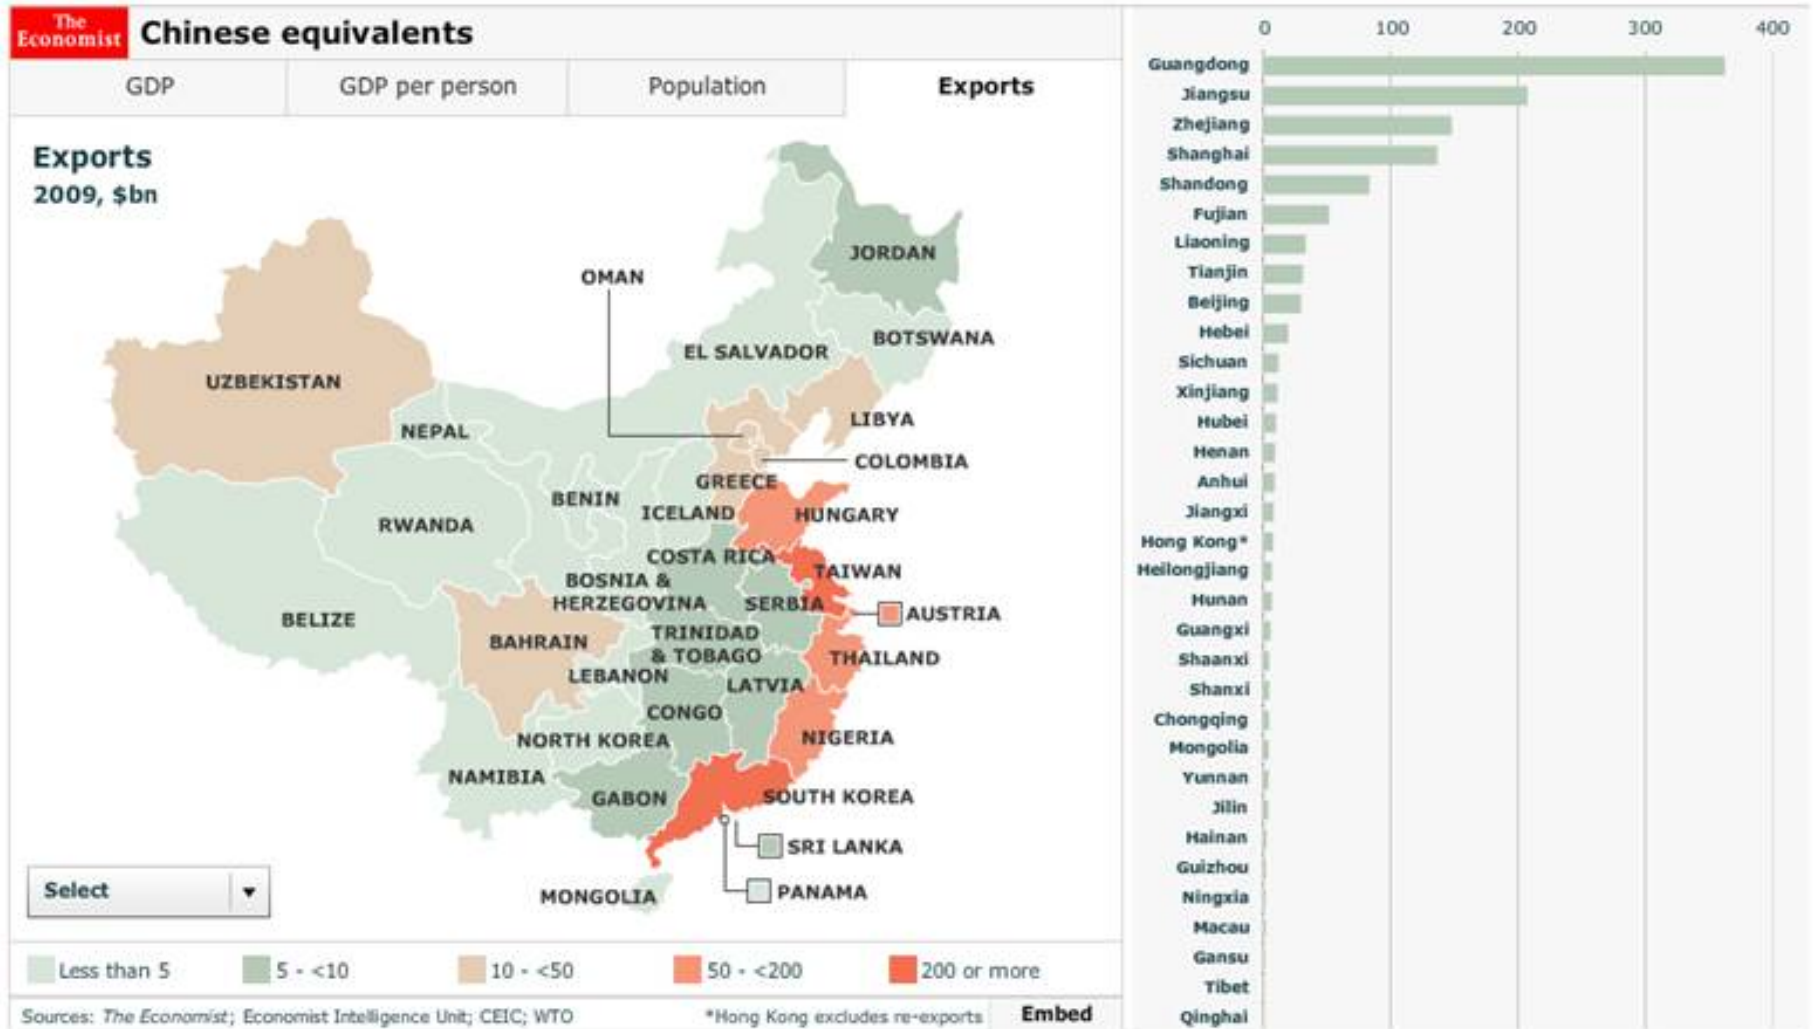 The
Economist
Chinese equivalents
GDP
GDP per person
Population
Exports
Exports
2009, $bn
JORDAN
OMAN
BOTSWANA
EL SALVADOR
UZBEKISTAN
LIBYA
NEPAL
COLOMBIA
GREECE
BENIN
ICELAND
HUNGARY
RWANDA
COSTA RICA
TAIWAN
BOSNIA &
HERZEGOVINA
SERBIA
AUSTRIA
BELIZE
TRINIDAD
& TOBAGO
BAHRAIN
THAILAND
LEBANON
LATVIA
CONGO
NORTH KOREA
NIGERIA
NAMIBIA
GABON
SOUTH KOREA
SRI LANKA
PANAMA
MONGOLIA
Select
Less than 5
5 - <10
10 - <50
50 - <200
200 or more
Sources: The Economist; Economist Intelligence Unit; CEIC; WTO
*Hong Kong excludes re-exports
Embed
0 100 200 300 400
Guangdong
Jiangsu
Zhejiang
Shanghai
Shandong
Fujian
Liaoning
Tianjin
Beijing
Hebei
Sichuan
Xinjiang
Hubei
Henan
Anhui
Jiangxi
Hong Kong*
Heilongjiang
Hunan
Guangxi
Shaanxi
Shanxi
Chongqing
Mongolia
Yunnan
Jilin
Hainan
Guizhou
Ningxia
Macau
Gansu
Tibet
Qinghai